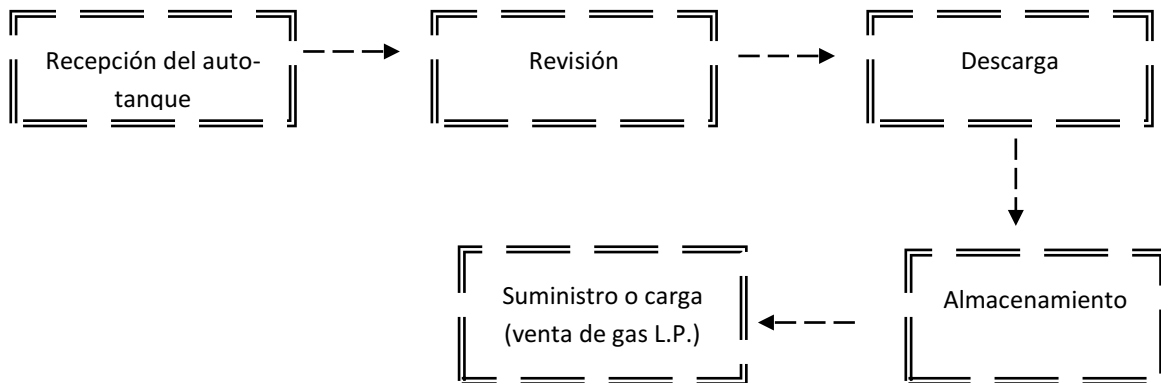 Recepción del auto-
tanque
Revisión
Descarga
Almacenamiento
Suministro o carga
(venta de gas L.P.)